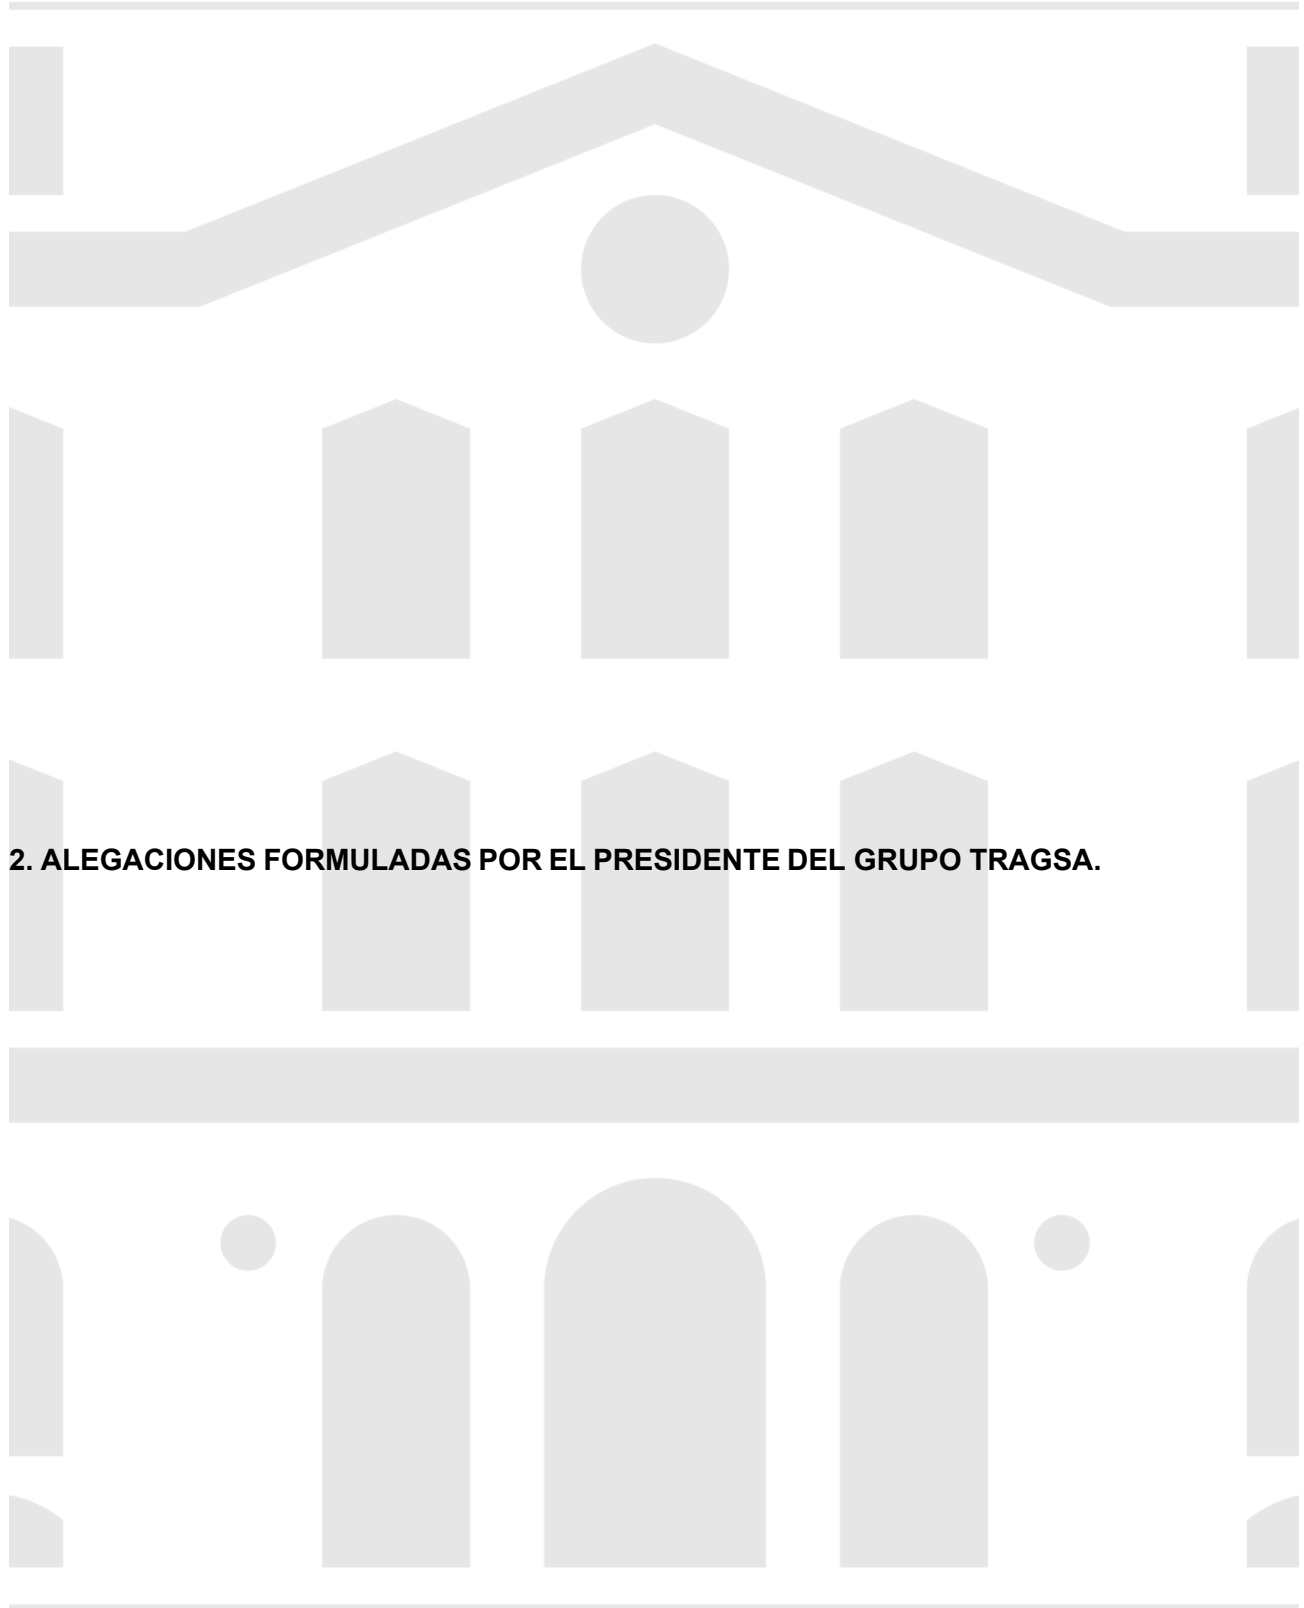 2. ALEGACIONES FORMULADAS POR EL PRESIDENTE DEL GRUPO TRAGSA.